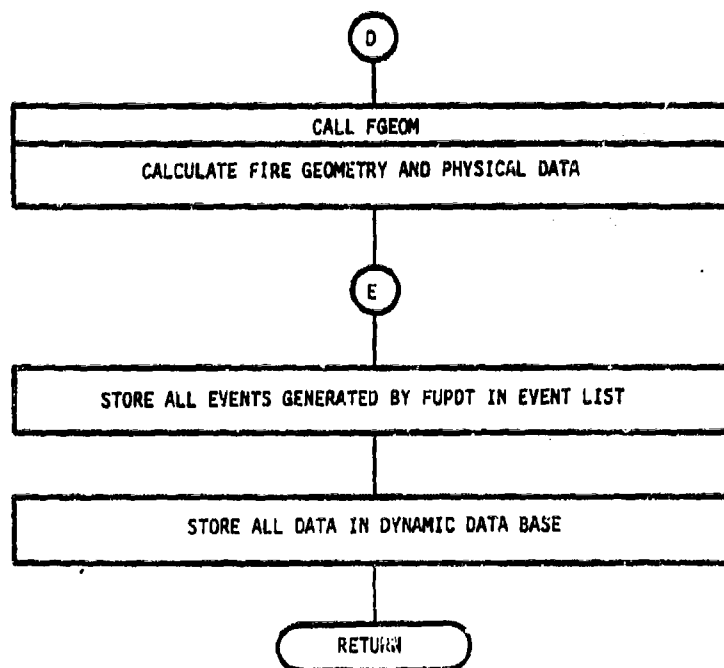 D
CALL FGEOM
CALCULATE FIRE GEOMETRY AND PHYSICAL DATA
E
STORE ALL EVENTS GENERATED BY FUPDT IN EVENT LIST
STORE ALL DATA IN DYNAMIC DATA BASE
RETURN